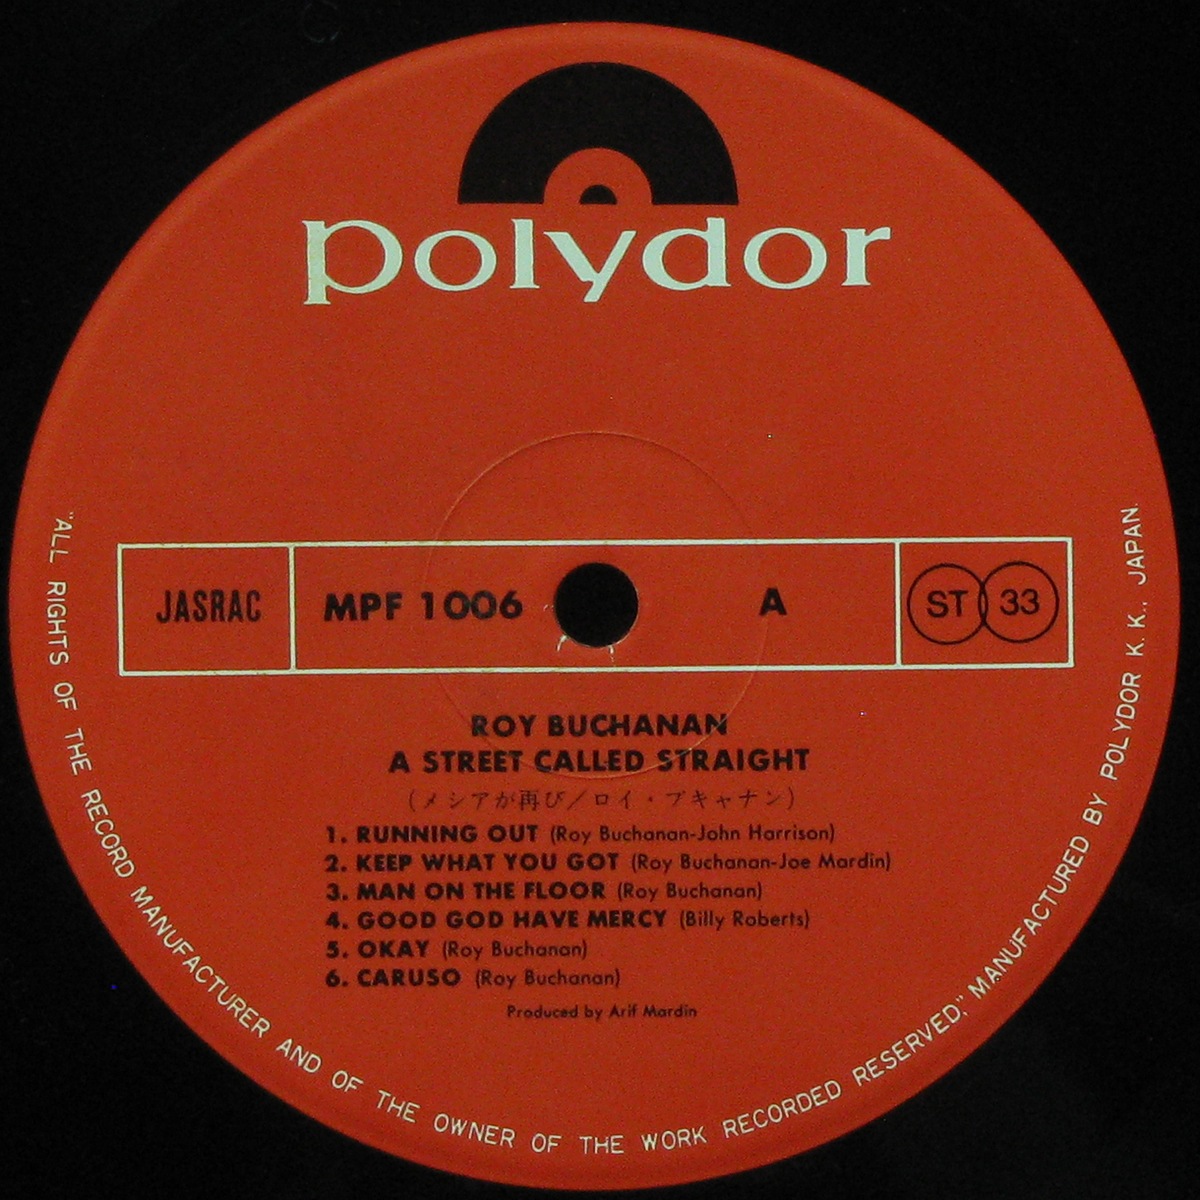 polydor
JASRAC MPF 1006 A ST 33
ROY BUCHANAN
A STREET CALLED STRAIGHT
(メシアが再び／ロイ・ブキャナン)
1. RUNNING OUT (Roy Buchanan-John Harrison)
2. KEEP WHAT YOU GOT (Roy Buchanan-Joe Mardin)
3. MAN ON THE FLOOR (Roy Buchanan)
4. GOOD GOD HAVE MERCY (Billy Roberts)
5. OKAY (Roy Buchanan)
6. CARUSO (Roy Buchanan)
Produced by Arif Mardin
"ALL RIGHTS OF THE RECORD MANUFACTURER AND OF THE OWNER OF THE WORK RECORDED RESERVED;" MANUFACTURED BY POLYDOR K. K., JAPAN.